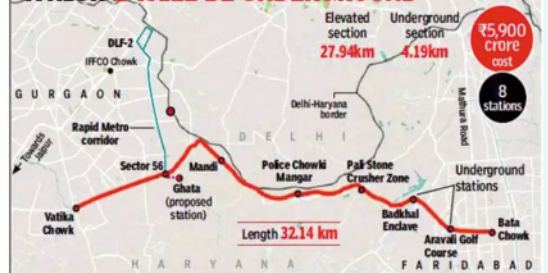 Elevated
section
27.94km
Underground
section
4.19km
₹5,900
crore
cost
8
stations
DLF-2
IFFCO Chowk
GURGAON
Delhi-Haryana
border
Mathura Road
Rapid Metro
corridor
DELHI
Towards
Jaipur
Sector 56
Mandi
Police Chowki
Mangar
Pali Stone
Crusher Zone
Underground
stations
Ghata
(proposed
station)
Vatika
Chowk
Badkhal
Enclave
Bata
Chowk
Length 32.14 km
Aravali Golf
Course
HARYANA
FARIDABAD